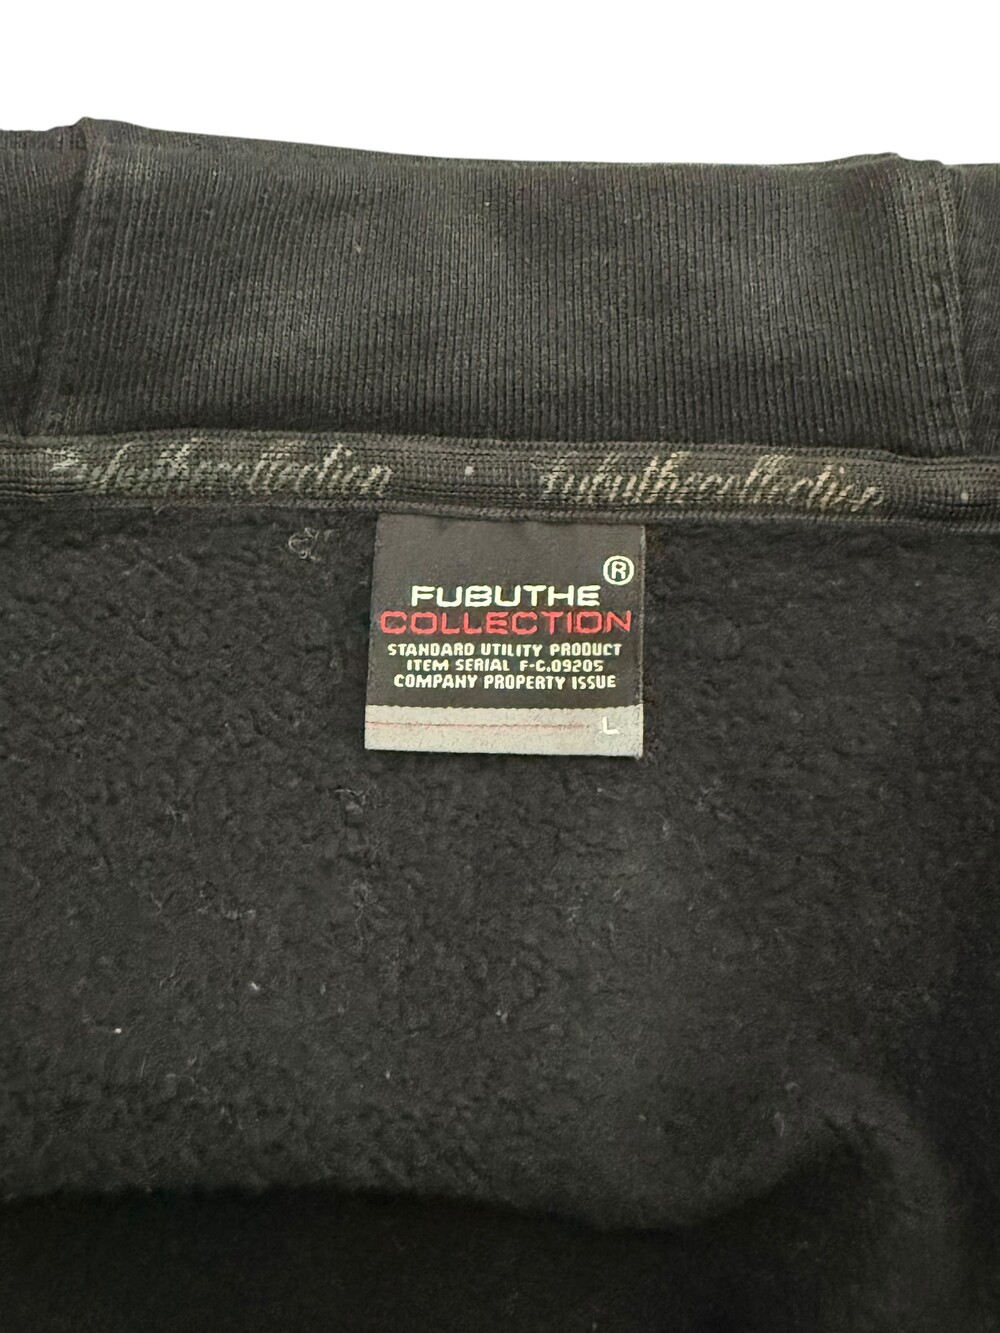 Fubuthecollection • Fubuthecollection •
®
FUBUTHE
COLLECTION
STANDARD UTILITY PRODUCT
ITEM SERIAL F-C.09205
COMPANY PROPERTY ISSUE
L